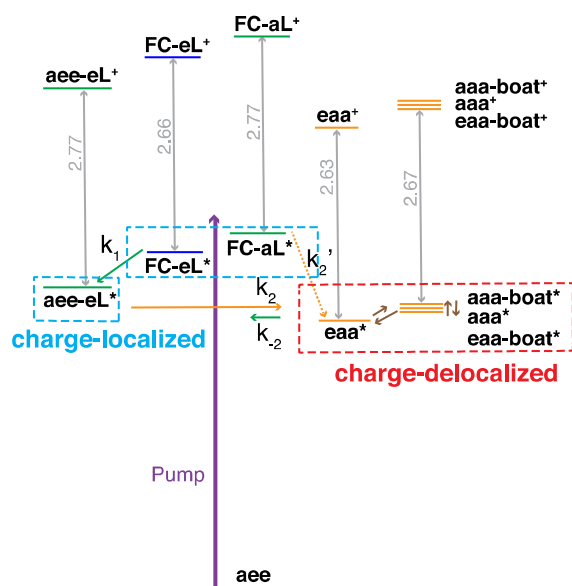 FC-aL⁺
FC-eL⁺
aee-eL⁺
aaa-boat⁺
aaa⁺
eaa-boat⁺
eaa⁺
2.77
2.66
2.77
2.63
2.67
k₁
FC-aL*
FC-eL*
k₂'
aee-eL*
k₂
k₋₂
aaa-boat*
aaa*
eaa-boat*
eaa*
charge-localized
charge-delocalized
Pump
aee